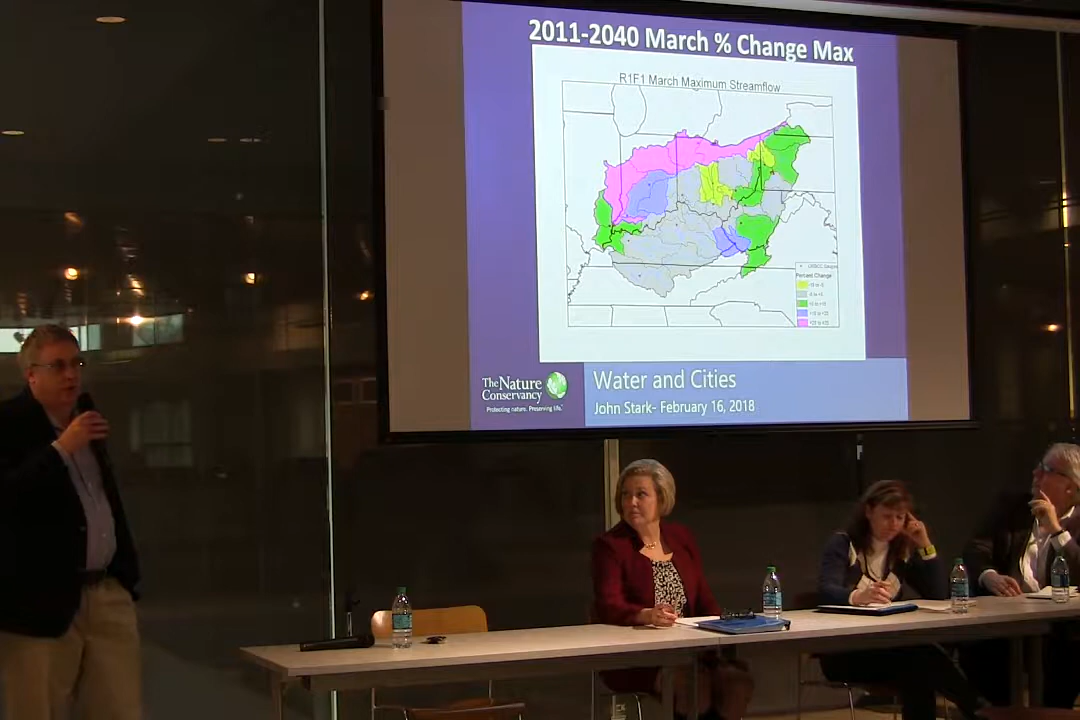 2011-2040 March % Change Max
R1F1 March Maximum Streamflow
Percent Change
The Nature
Conservancy
Protecting nature. Preserving life.
Water and Cities
John Stark- February 16, 2018